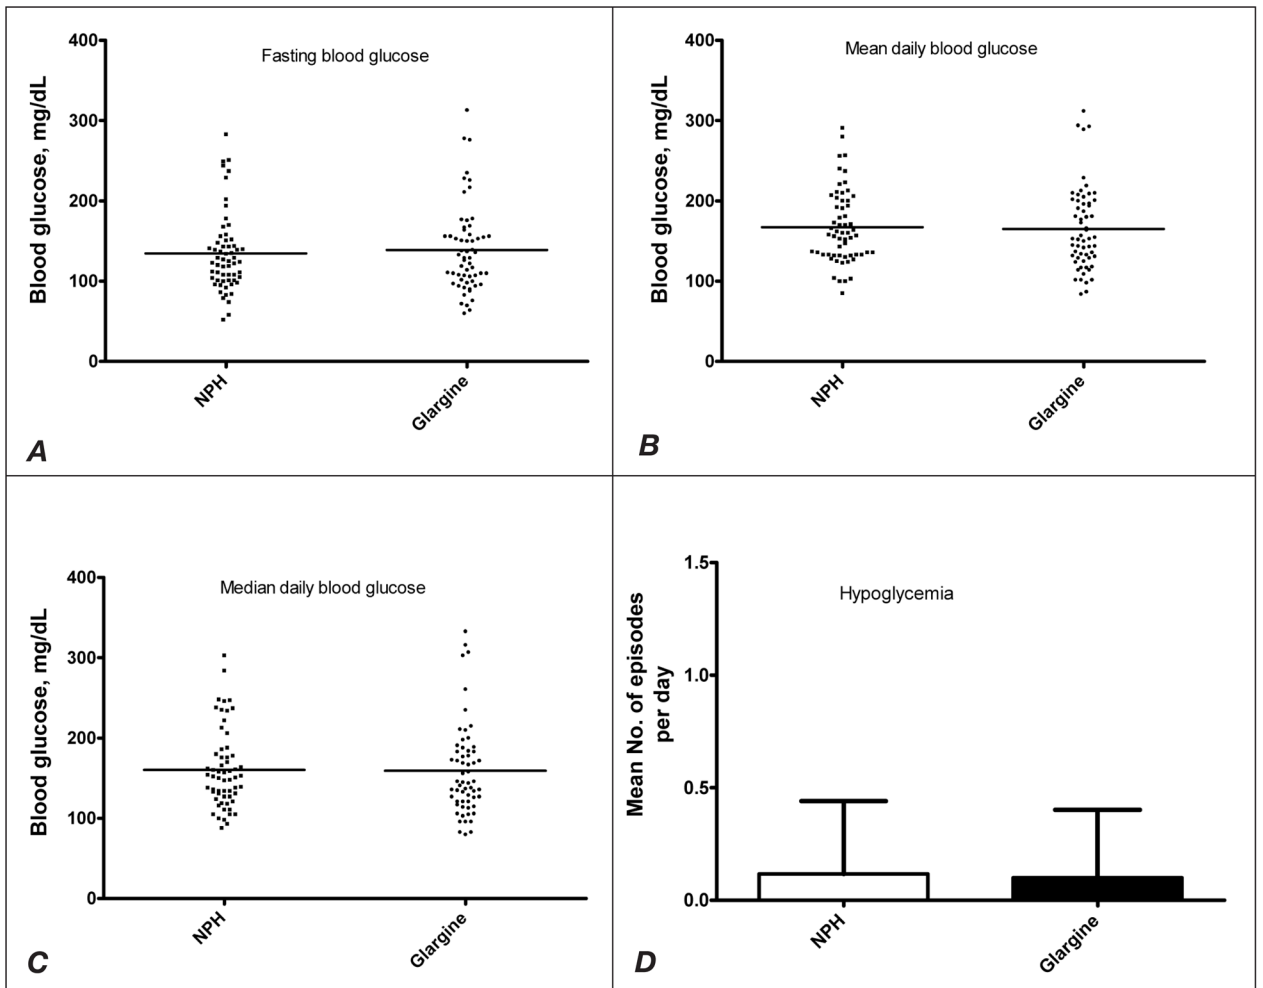 Fasting blood glucose
Blood glucose, mg/dL
400
300
200
100
0
NPH
Glargine
A
Mean daily blood glucose
Blood glucose, mg/dL
400
300
200
100
0
NPH
Glargine
B
Median daily blood glucose
Blood glucose, mg/dL
400
300
200
100
0
NPH
Glargine
C
Hypoglycemia
Mean No. of episodes
per day
1.5
1.0
0.5
0.0
NPH
Glargine
D